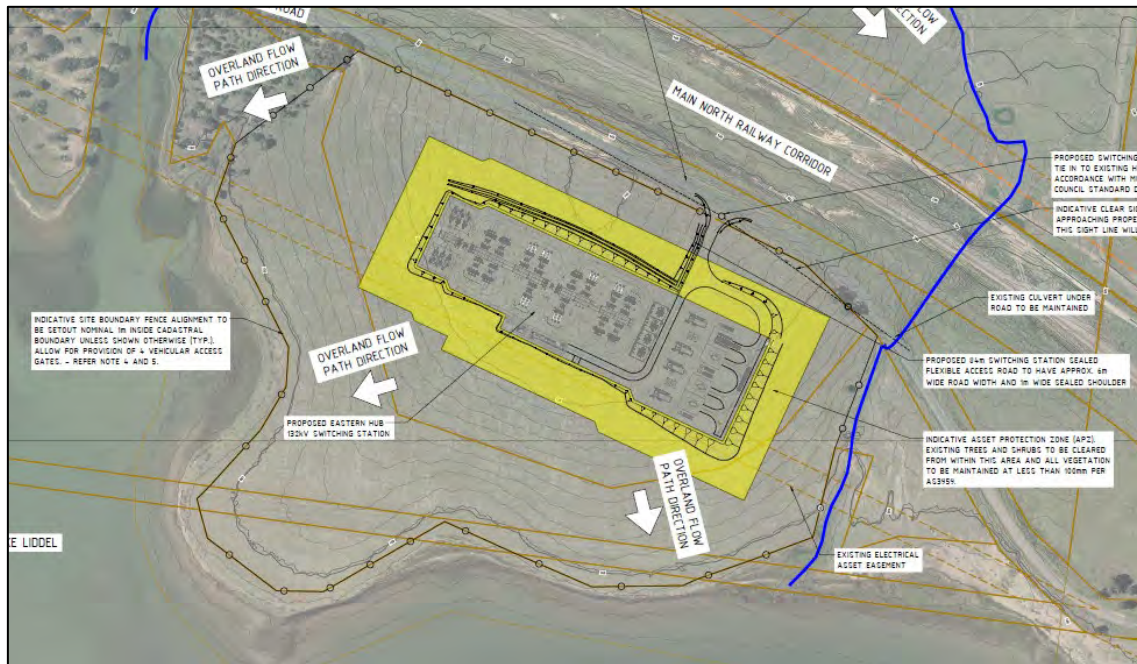 ROAD
OVERLAND FLOW
PATH DIRECTION
FLOW
DIRECTION
MAIN NORTH RAILWAY CORRIDOR
PROPOSED SWITCHING
TIE IN TO EXISTING H
ACCORDANCE WITH M
COUNCIL STANDARD D
INDICATIVE CLEAR SI
APPROACHING PROPE
THIS SIGHT LINE WILL
EXISTING CULVERT UNDER
ROAD TO BE MAINTAINED
INDICATIVE SITE BOUNDARY FENCE ALIGNMENT TO
BE SETOUT NOMINAL 1m INSIDE CADASTRAL
BOUNDARY UNLESS SHOWN OTHERWISE (TYP.).
ALLOW FOR PROVISION OF 4 VEHICULAR ACCESS
GATES. - REFER NOTE 4 AND 5.
OVERLAND FLOW
PATH DIRECTION
PROPOSED 84m SWITCHING STATION SEALED
FLEXIBLE ACCESS ROAD TO HAVE APPROX. 6m
WIDE ROAD WIDTH AND 1m WIDE SEALED SHOULDER
PROPOSED EASTERN HUB
132kV SWITCHING STATION
INDICATIVE ASSET PROTECTION ZONE (APZ).
EXISTING TREES AND SHRUBS TO BE CLEARED
FROM WITHIN THIS AREA AND ALL VEGETATION
TO BE MAINTAINED AT LESS THAN 100mm PER
AS3959.
OVERLAND FLOW
PATH DIRECTION
KE LIDDEL
EXISTING ELECTRICAL
ASSET EASEMENT